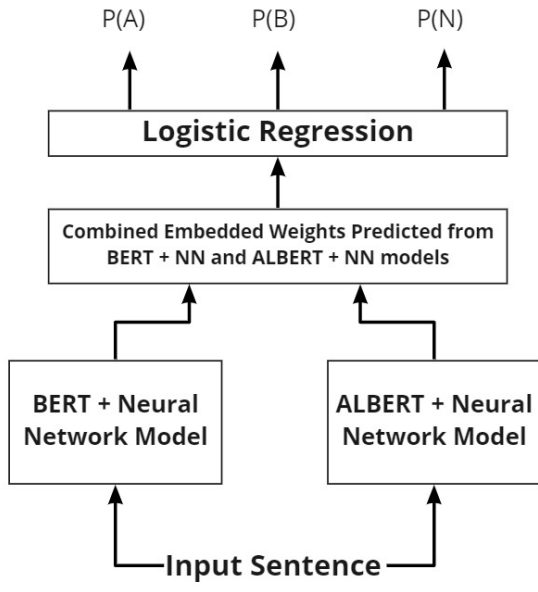 P(A) P(B) P(N)
Logistic Regression
Combined Embedded Weights Predicted from
BERT + NN and ALBERT + NN models
BERT + Neural
Network Model
ALBERT + Neural
Network Model
Input Sentence